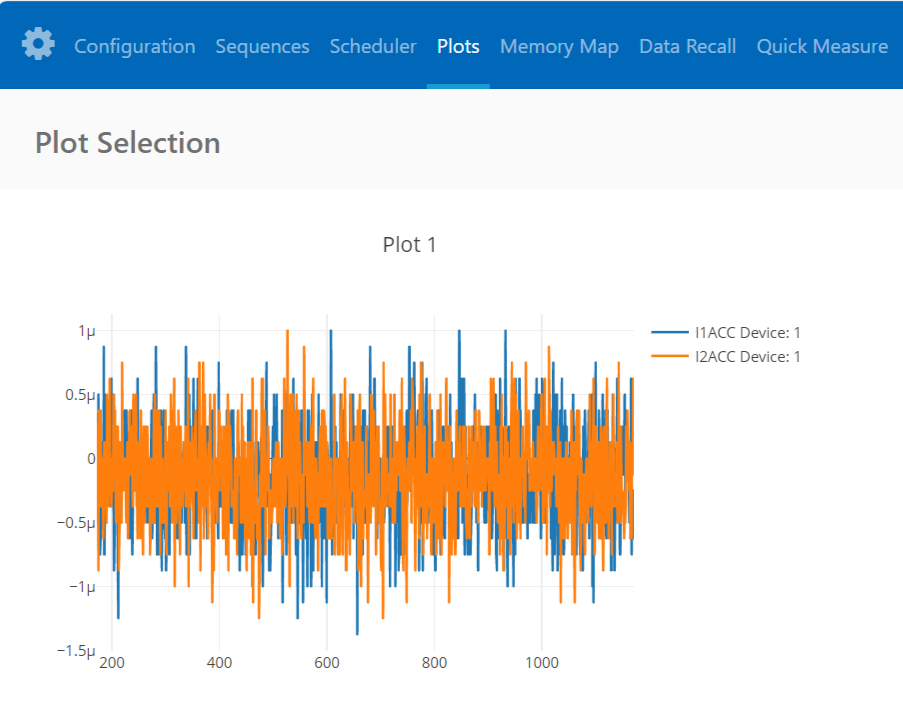 Configuration Sequences Scheduler Plots Memory Map Data Recall Quick Measure
Plot Selection
Plot 1
1µ
0.5µ
0
−0.5µ
−1µ
−1.5µ
200 400 600 800 1000
I1ACC Device: 1
I2ACC Device: 1